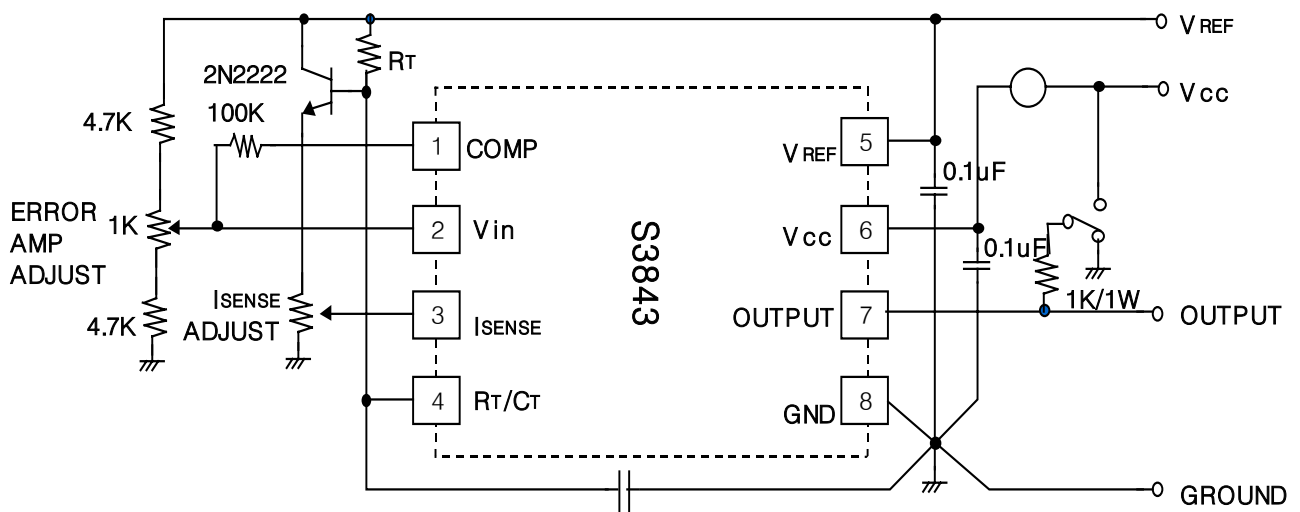 VREF
RT
2N2222
100K
4.7K
VCC
1
COMP
5
VREF
0.1uF
ERROR
AMP
ADJUST
1K
2
Vin
S3843
6
VCC
0.1uF
ISENSE
ADJUST
4.7K
3
ISENSE
OUTPUT
7
1K/1W
OUTPUT
4
RT/CT
GND
8
GROUND